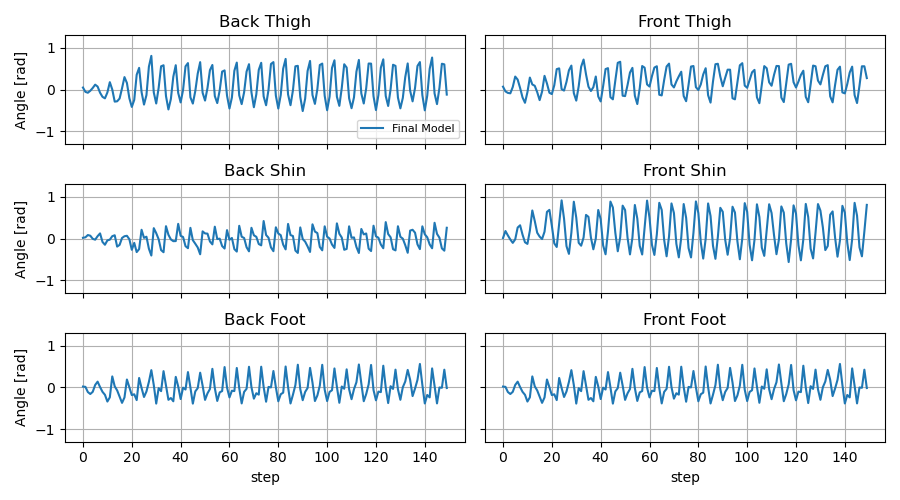 Back Thigh
Front Thigh
Angle [rad]
1
0
−1
Final Model
Back Shin
Front Shin
Angle [rad]
1
0
−1
Back Foot
Front Foot
Angle [rad]
1
0
−1
0 20 40 60 80 100 120 140
0 20 40 60 80 100 120 140
step
step